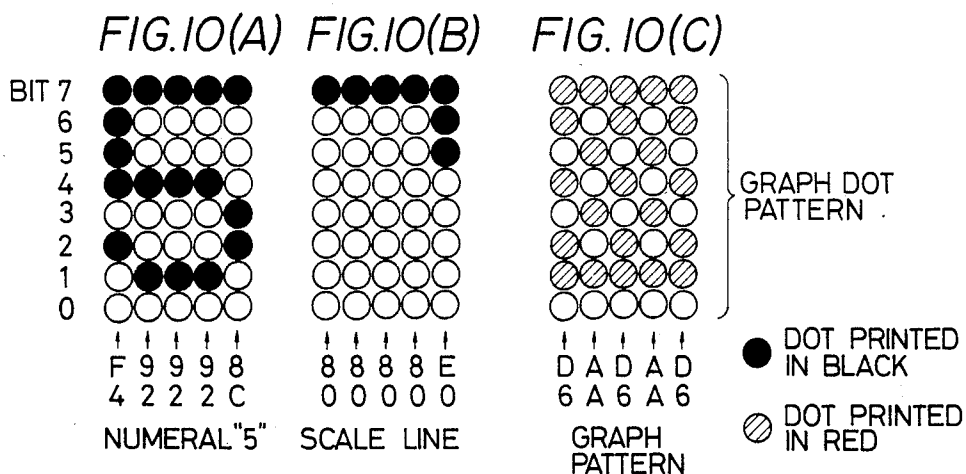 FIG.10(A) FIG.10(B) FIG.10(C)
BIT 7
6
5
4
3
2
1
0
GRAPH DOT
PATTERN
F 9 9 9 8 8 8 8 8 E D A D A D
4 2 2 2 C 0 0 0 0 0 6 A 6 A 6
NUMERAL "5" SCALE LINE GRAPH
PATTERN
DOT PRINTED
IN BLACK
DOT PRINTED
IN RED